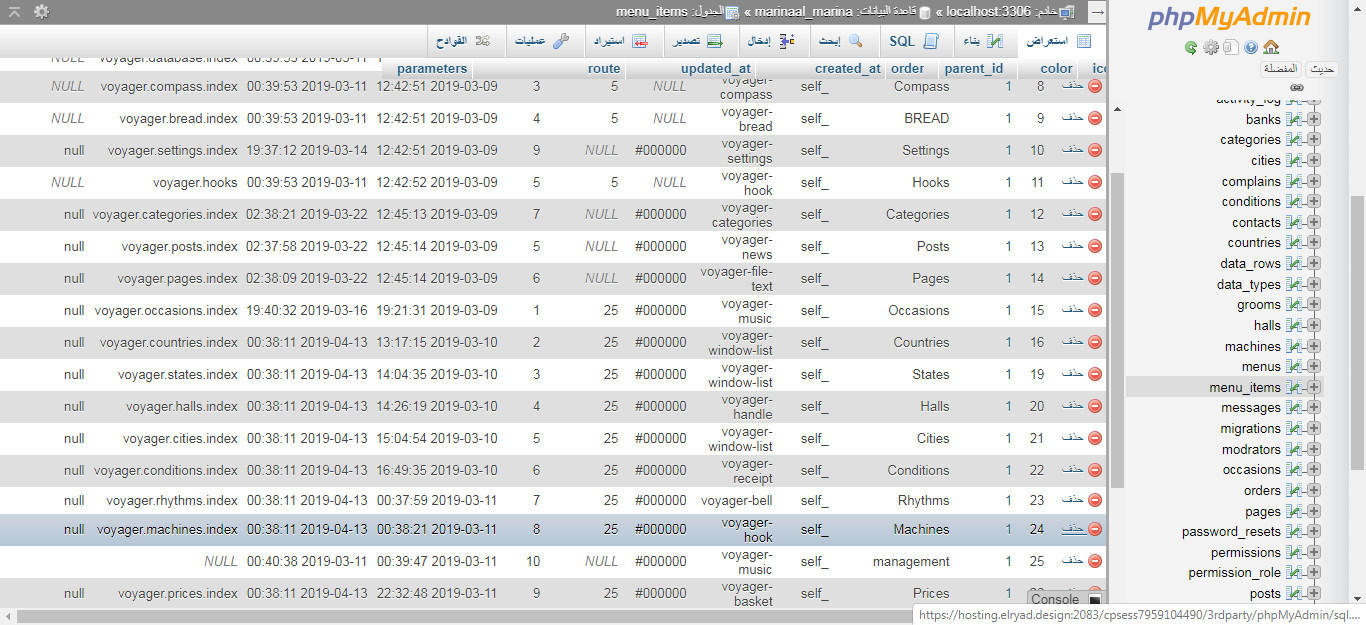 خادم: localhost:3306 » قاعدة البيانات: marinaal_marina » الجدول: menu_items
استعراض بناء SQL إبحث إدخال تصدير استيراد عمليات القوادح
color parent_id order created_at updated_at route parameters
NULL voyager.database.index 00:39:53 2019-03-11
NULL voyager.compass.index 00:39:53 2019-03-11 12:42:51 2019-03-09 3 5 NULL voyager-compass self_ Compass 1 8 حذف
NULL voyager.bread.index 00:39:53 2019-03-11 12:42:51 2019-03-09 4 5 NULL voyager-bread self_ BREAD 1 9 حذف
null voyager.settings.index 19:37:12 2019-03-14 12:42:51 2019-03-09 9 NULL #000000 voyager-settings self_ Settings 1 10 حذف
NULL voyager.hooks 00:39:53 2019-03-11 12:42:52 2019-03-09 5 5 NULL voyager-hook self_ Hooks 1 11 حذف
null voyager.categories.index 02:38:21 2019-03-22 12:45:13 2019-03-09 7 NULL #000000 voyager-categories self_ Categories 1 12 حذف
null voyager.posts.index 02:37:58 2019-03-22 12:45:14 2019-03-09 5 NULL #000000 voyager-news self_ Posts 1 13 حذف
null voyager.pages.index 02:38:09 2019-03-22 12:45:14 2019-03-09 6 NULL #000000 voyager-file-text self_ Pages 1 14 حذف
null voyager.occasions.index 19:40:32 2019-03-16 19:21:31 2019-03-09 1 25 #000000 voyager-music self_ Occasions 1 15 حذف
null voyager.countries.index 00:38:11 2019-04-13 13:17:15 2019-03-10 2 25 #000000 voyager-window-list self_ Countries 1 16 حذف
null voyager.states.index 00:38:11 2019-04-13 14:04:35 2019-03-10 3 25 #000000 voyager-window-list self_ States 1 19 حذف
null voyager.halls.index 00:38:11 2019-04-13 14:26:19 2019-03-10 4 25 #000000 voyager-handle self_ Halls 1 20 حذف
null voyager.cities.index 00:38:11 2019-04-13 15:04:54 2019-03-10 5 25 #000000 voyager-window-list self_ Cities 1 21 حذف
null voyager.conditions.index 00:38:11 2019-04-13 16:49:35 2019-03-10 6 25 #000000 voyager-receipt self_ Conditions 1 22 حذف
null voyager.rhythms.index 00:38:11 2019-04-13 00:37:59 2019-03-11 7 25 #000000 voyager-bell self_ Rhythms 1 23 حذف
null voyager.machines.index 00:38:11 2019-04-13 00:38:21 2019-03-11 8 25 #000000 voyager-hook self_ Machines 1 24 حذف
NULL 00:40:38 2019-03-11 00:39:47 2019-03-11 10 NULL #000000 voyager-music self_ management 1 25 حذف
null voyager.prices.index 00:38:11 2019-04-13 22:32:48 2019-03-11 9 25 #000000 voyager-basket self_ Prices 1
Console
https://hosting.elryad.design:2083/cpsess7959104490/3rdparty/phpMyAdmin/sql....
phpMyAdmin
حديث المفضلة
activity_log
banks
categories
cities
complains
conditions
contacts
countries
data_rows
data_types
grooms
halls
machines
menus
menu_items
messages
migrations
modrators
occasions
orders
pages
password_resets
permissions
permission_role
posts